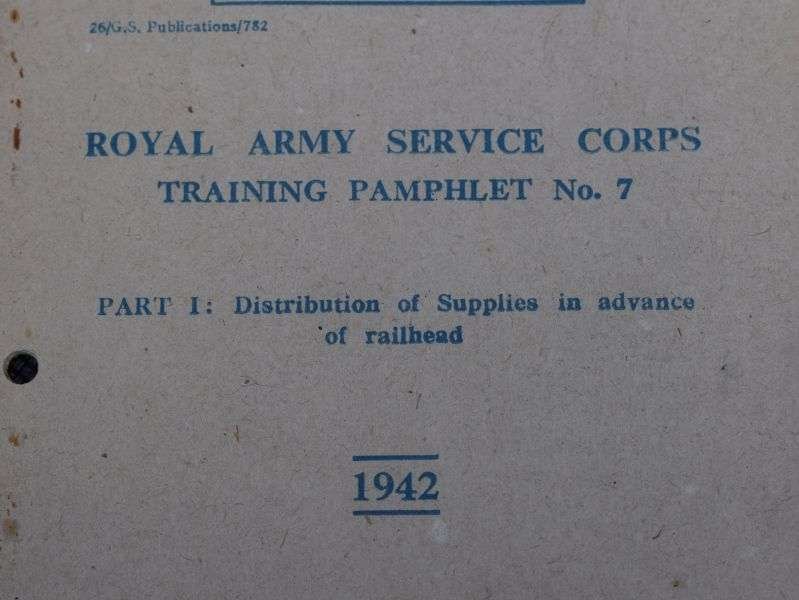 26/G.S. Publications/782
ROYAL ARMY SERVICE CORPS
TRAINING PAMPHLET No. 7
PART I: Distribution of Supplies in advance
of railhead
1942